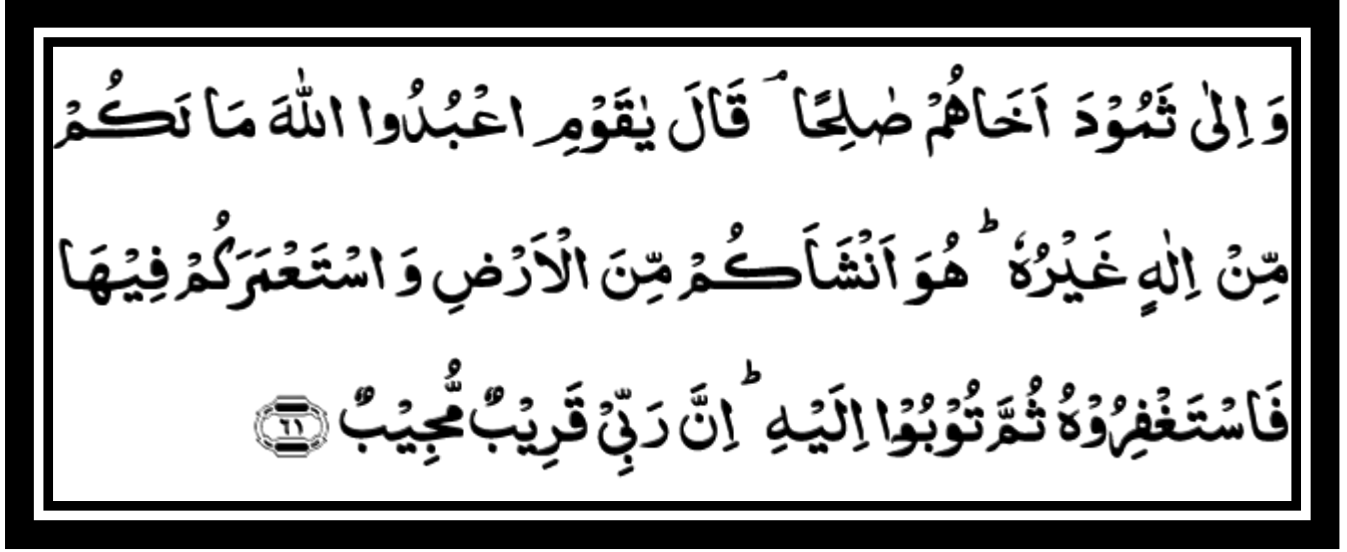 وَ اِلٰی ثَمُوْدَ اَخَاهُمْ صٰلِحًا ۘ قَالَ یٰقَوْمِ اعْبُدُوا اللّٰهَ مَا لَكُمْ
مِّنْ اِلٰهٍ غَیْرُهٗ ؕ هُوَ اَنْشَاَكُمْ مِّنَ الْاَرْضِ وَ اسْتَعْمَرَكُمْ فِیْهَا
فَاسْتَغْفِرُوْهُ ثُمَّ تُوْبُوْۤا اِلَیْهِ ؕ اِنَّ رَبِّیْ قَرِیْبٌ مُّجِیْبٌ ﴿۶۱﴾